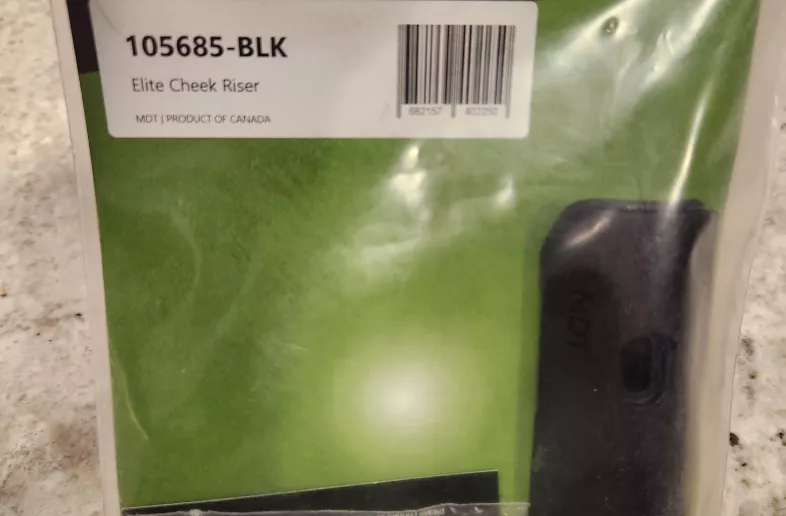 105685-BLK
Elite Cheek Riser
MDT | PRODUCT OF CANADA
MDT